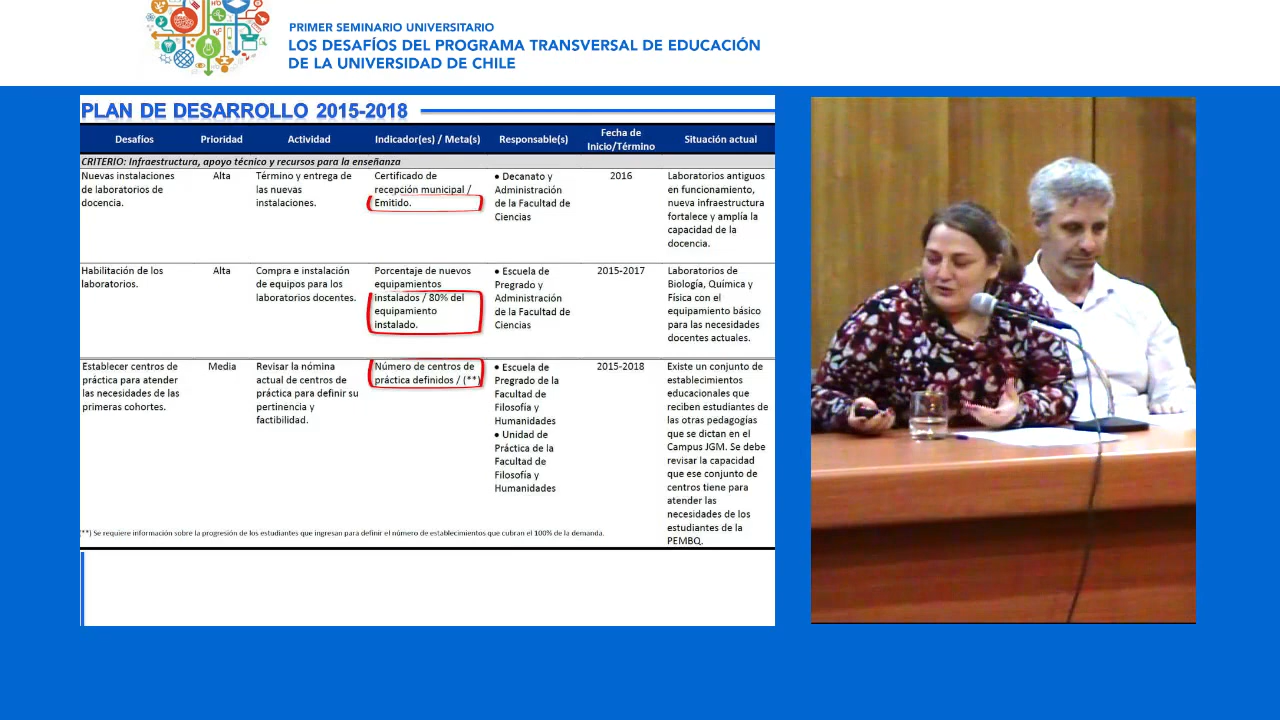 PRIMER SEMINARIO UNIVERSITARIO
LOS DESAFÍOS DEL PROGRAMA TRANSVERSAL DE EDUCACIÓN
DE LA UNIVERSIDAD DE CHILE
PLAN DE DESARROLLO 2015-2018
Desafíos
Prioridad
Actividad
Indicador(es) / Meta(s)
Responsable(s)
Fecha de
Inicio/Término
Situación actual
CRITERIO: Infraestructura, apoyo técnico y recursos para la enseñanza
Nuevas instalaciones
de laboratorios de
docencia.
Alta
Término y entrega de
las nuevas
instalaciones.
Certificado de
recepción municipal /
Emitido.
• Decanato y
Administración
de la Facultad de
Ciencias
2016
Laboratorios antiguos
en funcionamiento,
nueva infraestructura
fortalece y amplía la
capacidad de la
docencia.
Habilitación de los
laboratorios.
Alta
Compra e instalación
de equipos para los
laboratorios docentes.
Porcentaje de nuevos
equipamientos
instalados / 80% del
equipamiento
instalado.
• Escuela de
Pregrado y
Administración
de la Facultad de
Ciencias
2015-2017
Laboratorios de
Biología, Química y
Física con el
equipamiento básico
para las necesidades
docentes actuales.
Establecer centros de
práctica para atender
las necesidades de las
primeras cohortes.
Media
Revisar la nómina
actual de centros de
práctica para definir su
pertinencia y
factibilidad.
Número de centros de
práctica definidos / (**)
• Escuela de
Pregrado de la
Facultad de
Filosofía y
Humanidades
• Unidad de
Práctica de la
Facultad de
Filosofía y
Humanidades
2015-2018
Existe un conjunto de
establecimientos
educacionales que
reciben estudiantes de
las otras pedagogías
que se dictan en el
Campus JGM. Se debe
revisar la capacidad
que ese conjunto de
centros tiene para
atender las
necesidades de los
estudiantes de la
PEMBQ.
(**) Se requiere información sobre la progresión de los estudiantes que ingresan para definir el número de establecimientos que cubran el 100% de la demanda.